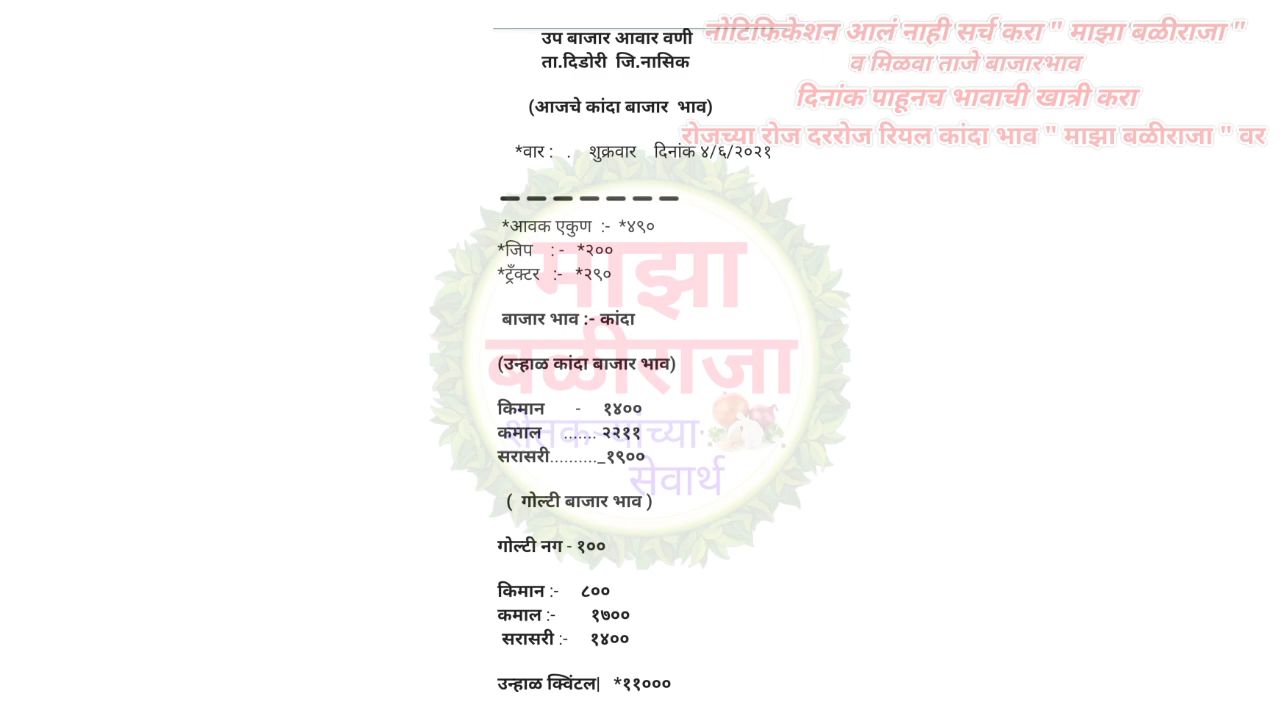 नोटिफिकेशन आलं नाही सर्च करा " माझा बळीराजा "
व मिळवा ताजे बाजारभाव
दिनांक पाहूनच भावाची खात्री करा
रोजच्या रोज दररोज रियल कांदा भाव " माझा बळीराजा " वर
उप बाजार आवार वणी
ता.दिडोरी जि.नासिक
(आजचे कांदा बाजार भाव)
*वार : . शुक्रवार दिनांक ४/६/२०२१
*आवक एकुण :- *४९०
*जिप : - *२००
*ट्रॅंक्टर :- *२९०
बाजार भाव :- कांदा
(उन्हाळ कांदा बाजार भाव)
किमान - १४००
कमाल ....... २२११
सरासरी.........._१९००
( गोल्टी बाजार भाव )
गोल्टी नग - १००
किमान :- ८००
कमाल :- १७००
सरासरी :- १४००
उन्हाळ क्विंटल| *११०००
माझा
बळीराजा
शेतकऱ्यांच्या
सेवार्थ